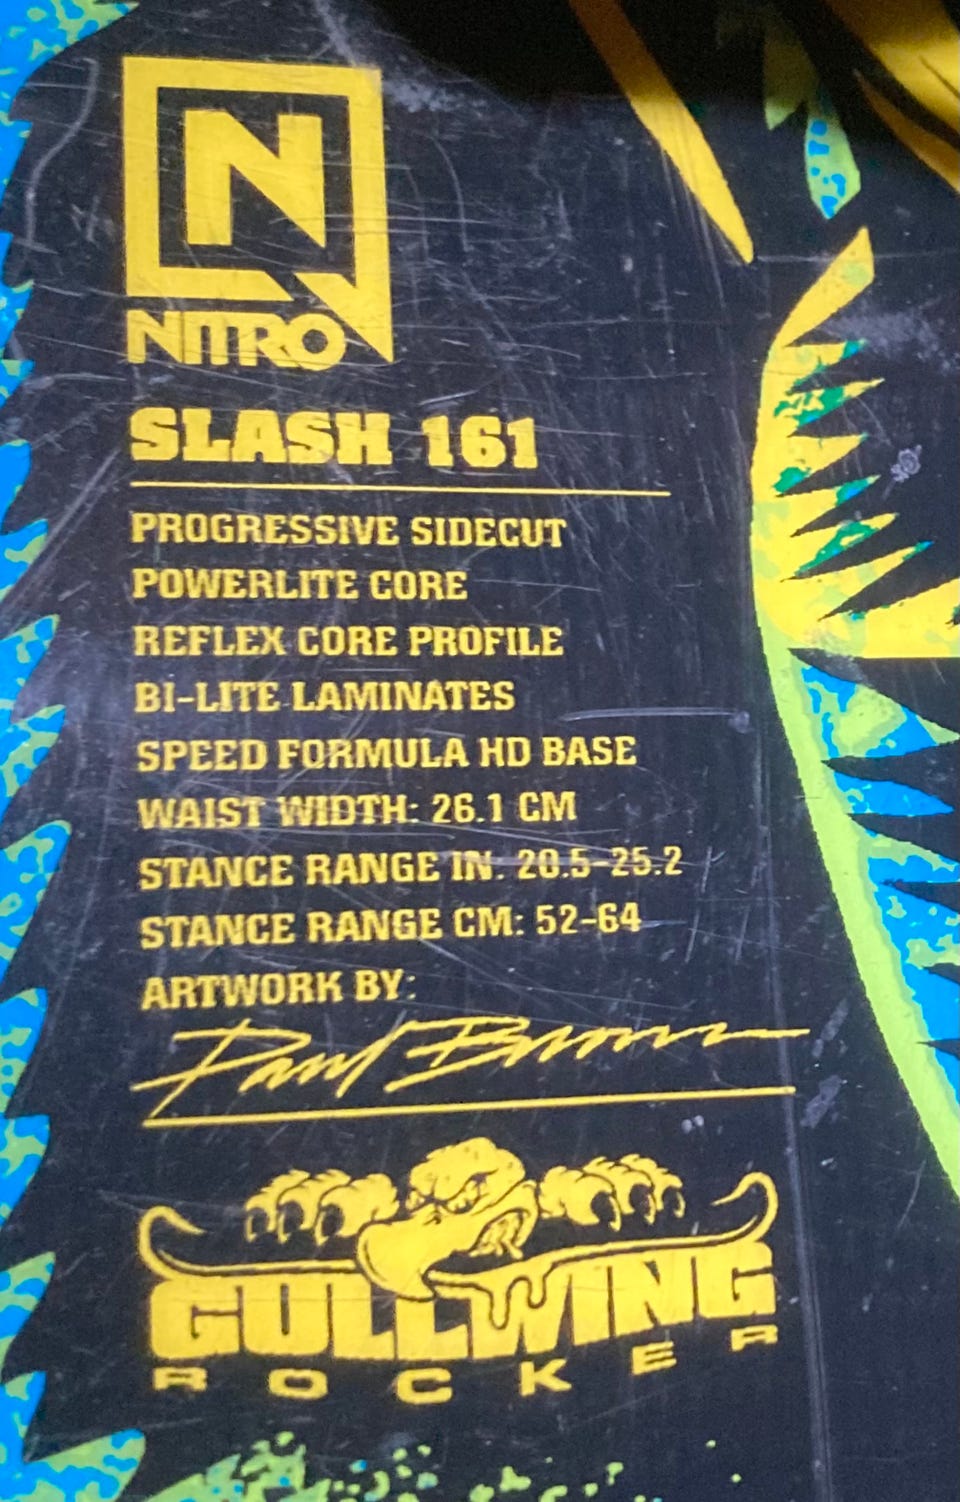 N
NITRO
SLASH 161
PROGRESSIVE SIDECUT
POWERLITE CORE
REFLEX CORE PROFILE
BI-LITE LAMINATES
SPEED FORMULA HD BASE
WAIST WIDTH: 26.1 CM
STANCE RANGE IN. 20.5-25.2
STANCE RANGE CM: 52-64
ARTWORK BY:
Paul Brown
GULLWING
ROCKER